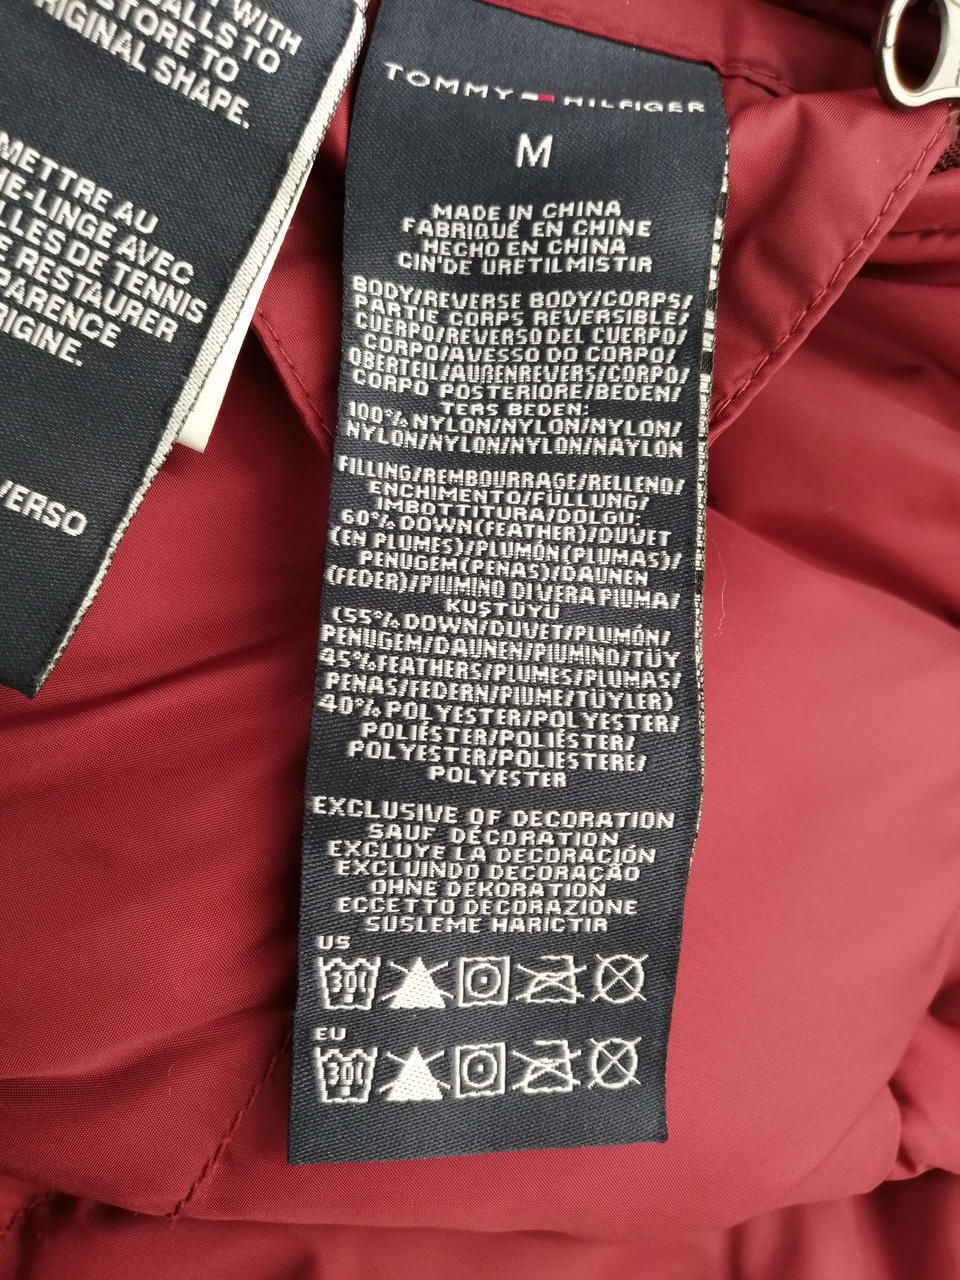 WITH
BALLS TO
STORE TO
RIGINAL SHAPE.
METTRE AU
HE-LINGE AVEC
LLES DE TENNIS
E RESTAURER
PARENCE
RIGINE.
VERSO
TOMMY HILFIGER
M
MADE IN CHINA
FABRIQUÉ EN CHINE
HECHO EN CHINA
CIN'DE URETILMISTIR
BODY/REVERSE BODY/CORPS/
PARTIE CORPS REVERSIBLE/
CUERPO/REVERSO DEL CUERPO/
CORPO/AVESSO DO CORPO/
OBERTEIL/AUßENREVERS/CORPO/
CORPO POSTERIORE/BEDEN/
TERS BEDEN:
100% NYLON/NYLON/NYLON/
NYLON/NYLON/NYLON/NAYLON
FILLING/REMBOURRAGE/RELLENO/
ENCHIMENTO/FÜLLUNG/
IMBOTTITURA/DOLGU:
60% DOWN(FEATHER)/DUVET
(EN PLUMES)/PLUMÓN(PLUMAS)/
PENUGEM(PENAS)/DAUNEN
(FEDER)/PIUMINO DI VERA PIUMA/
KUŞTÜYÜ
(55% DOWN/DUVET/PLUMÓN/
PENUGEM/DAUNEN/PIUMINO/TÜY
45% FEATHERS/PLUMES/PLUMAS/
PENAS/FEDERN/PIUME/TÜYLER)
40% POLYESTER/POLYESTER/
POLIÉSTER/POLIÉSTER/
POLYESTER/POLIESTERE/
POLYESTER
EXCLUSIVE OF DECORATION
SAUF DÉCORATION
EXCLUYE LA DECORACIÓN
EXCLUINDO DECORAÇÃO
OHNE DEKORATION
ECCETTO DECORAZIONE
SÜSLEME HARİÇTİR
US
30
EU
30